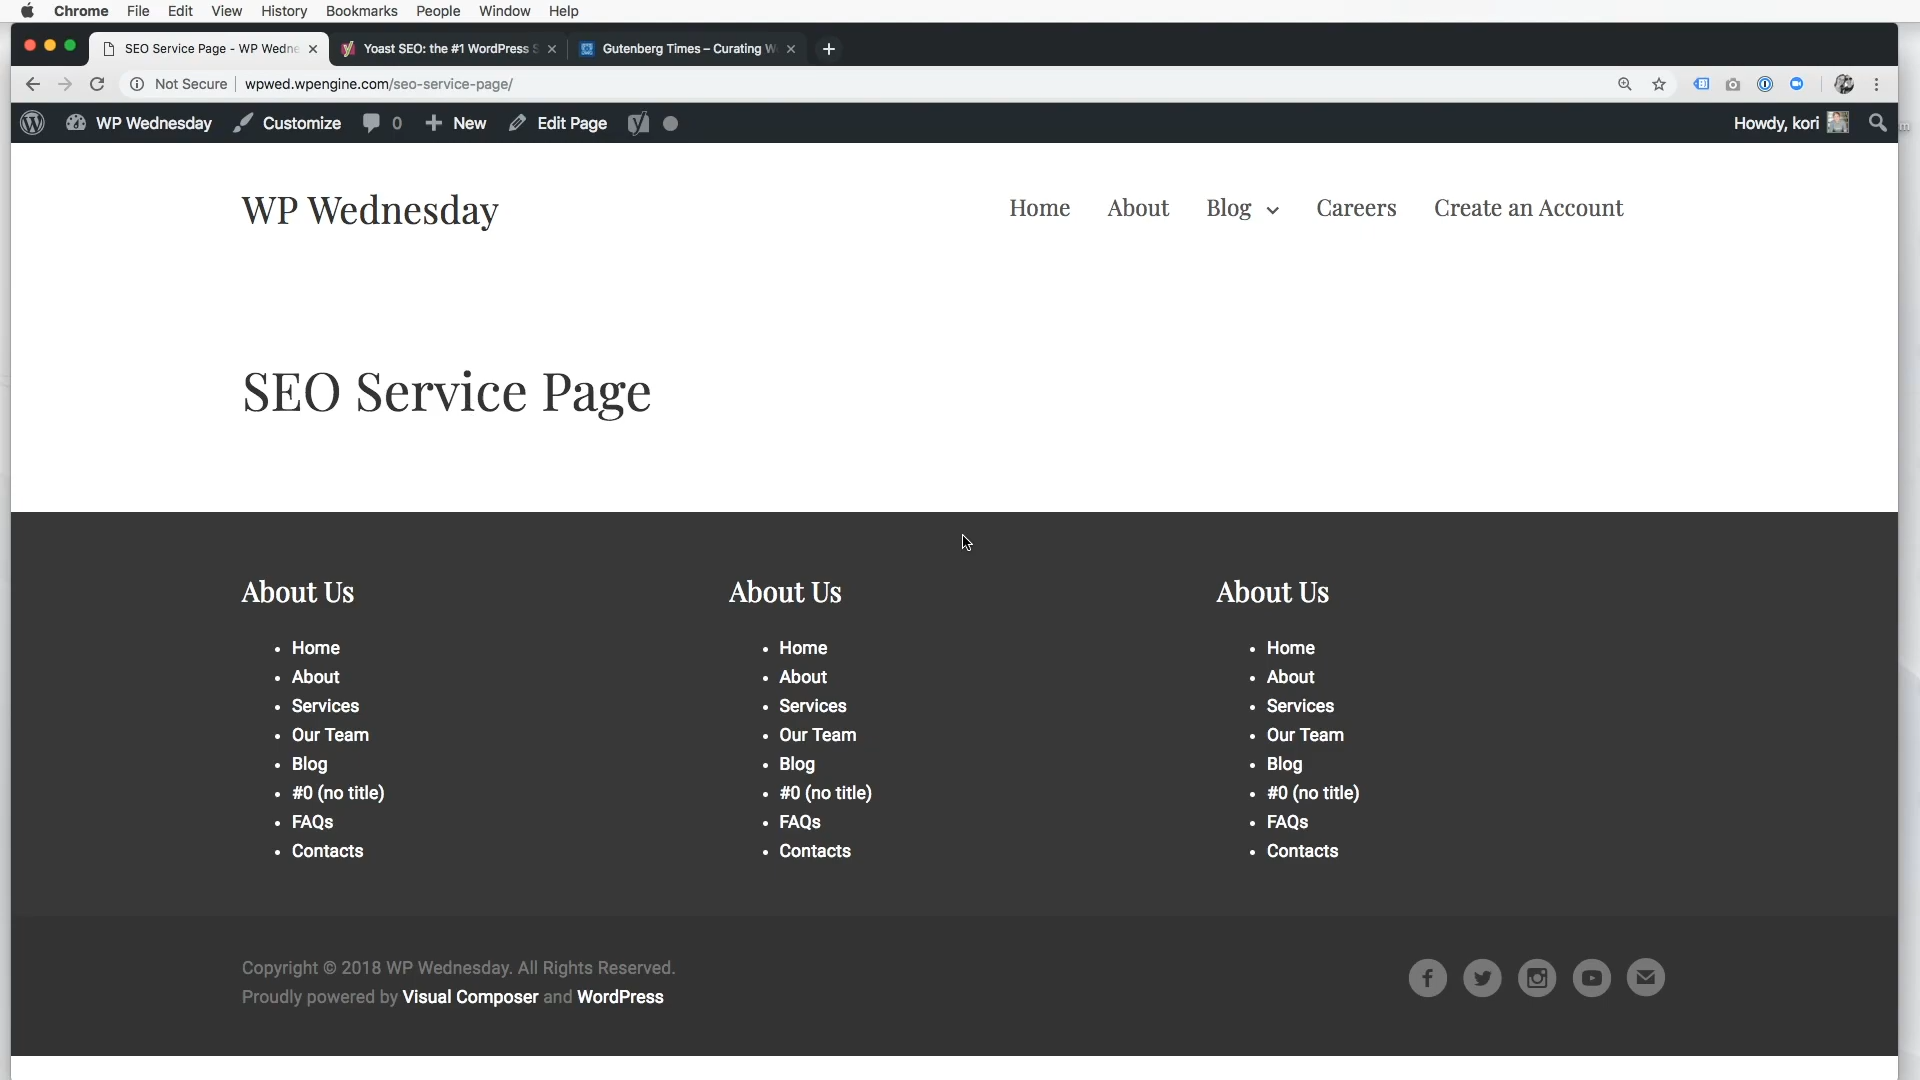 Chrome File Edit View History Bookmarks People Window Help
SEO Service Page - WP Wedne Yoast SEO: the #1 WordPress S Gutenberg Times – Curating W
Not Secure wpwed.wpengine.com/seo-service-page/
WP Wednesday Customize 0 New Edit Page Howdy, kori
WP Wednesday
Home About Blog Careers Create an Account
SEO Service Page
About Us
• Home
• About
• Services
• Our Team
• Blog
• #0 (no title)
• FAQs
• Contacts
About Us
• Home
• About
• Services
• Our Team
• Blog
• #0 (no title)
• FAQs
• Contacts
About Us
• Home
• About
• Services
• Our Team
• Blog
• #0 (no title)
• FAQs
• Contacts
Copyright © 2018 WP Wednesday. All Rights Reserved.
Proudly powered by Visual Composer and WordPress